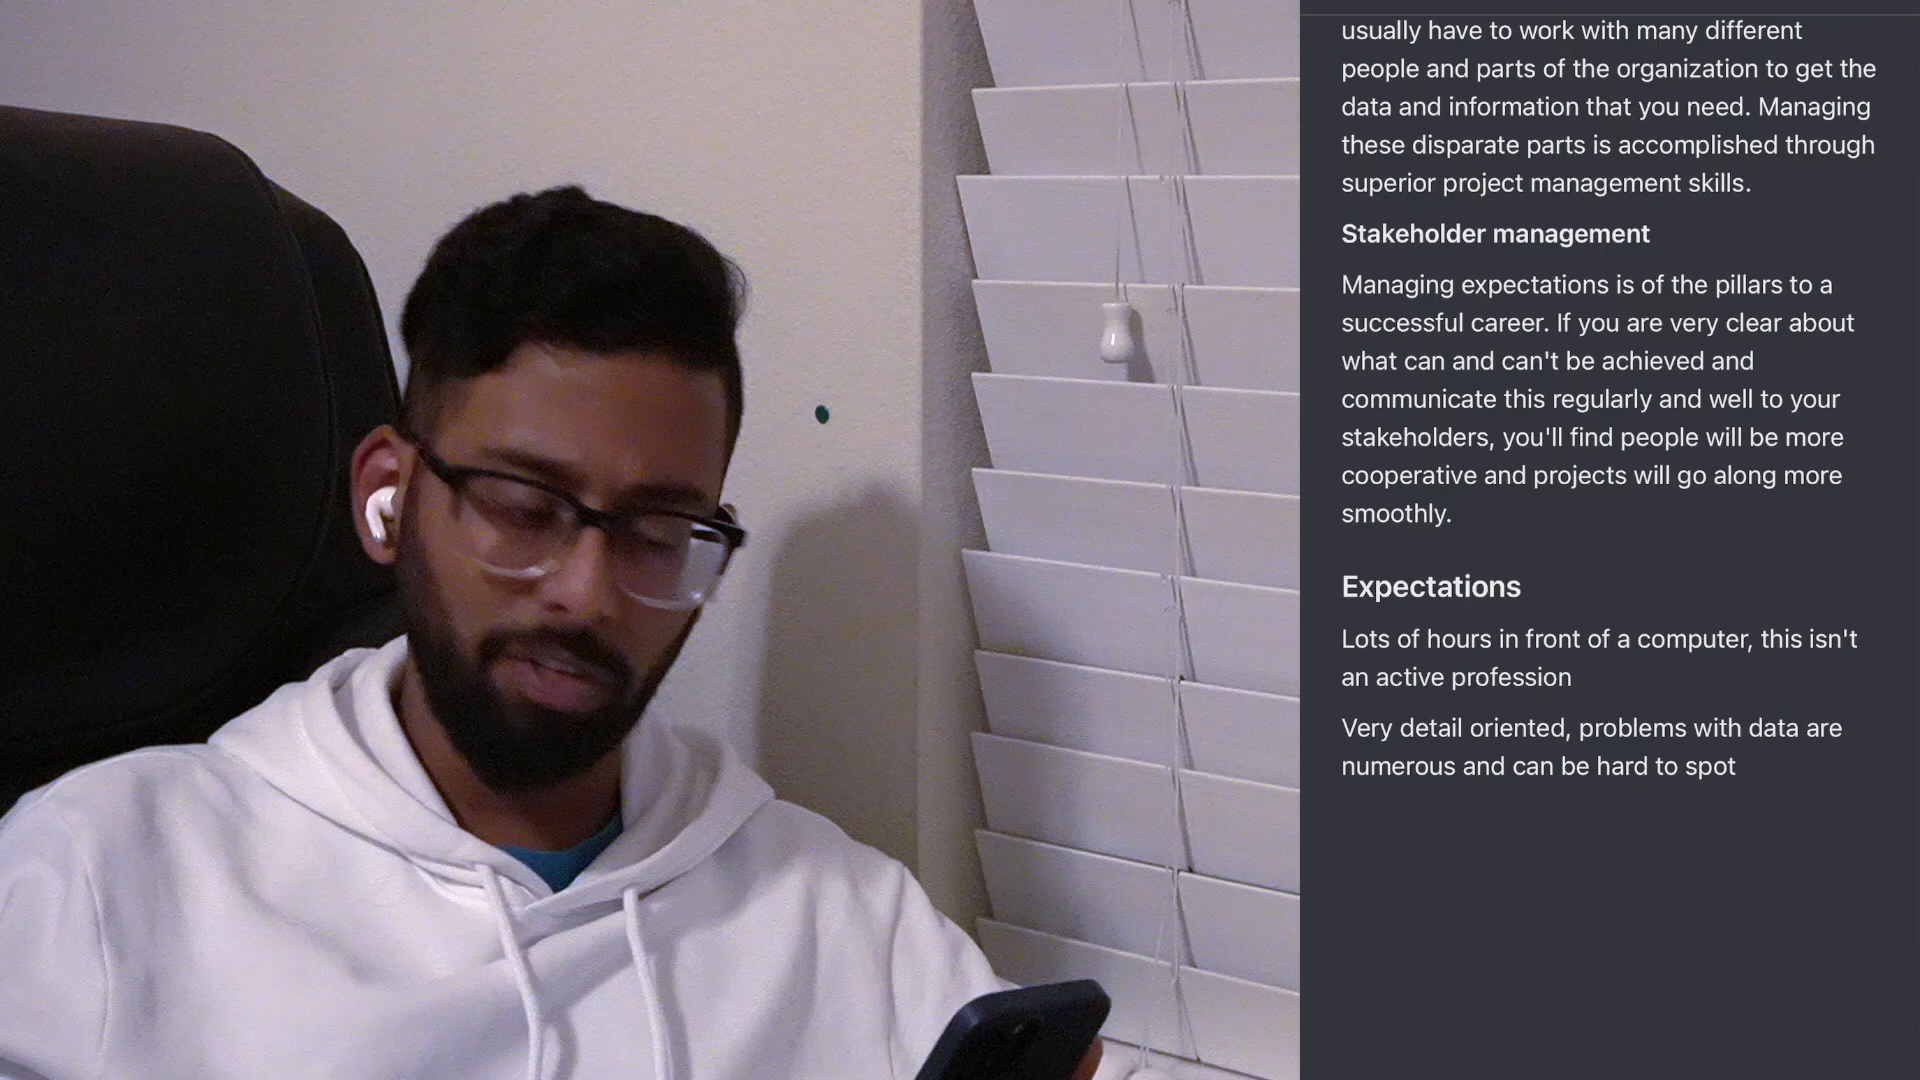 usually have to work with many different
people and parts of the organization to get the
data and information that you need. Managing
these disparate parts is accomplished through
superior project management skills.
Stakeholder management
Managing expectations is of the pillars to a
successful career. If you are very clear about
what can and can't be achieved and
communicate this regularly and well to your
stakeholders, you'll find people will be more
cooperative and projects will go along more
smoothly.
Expectations
Lots of hours in front of a computer, this isn't
an active profession
Very detail oriented, problems with data are
numerous and can be hard to spot